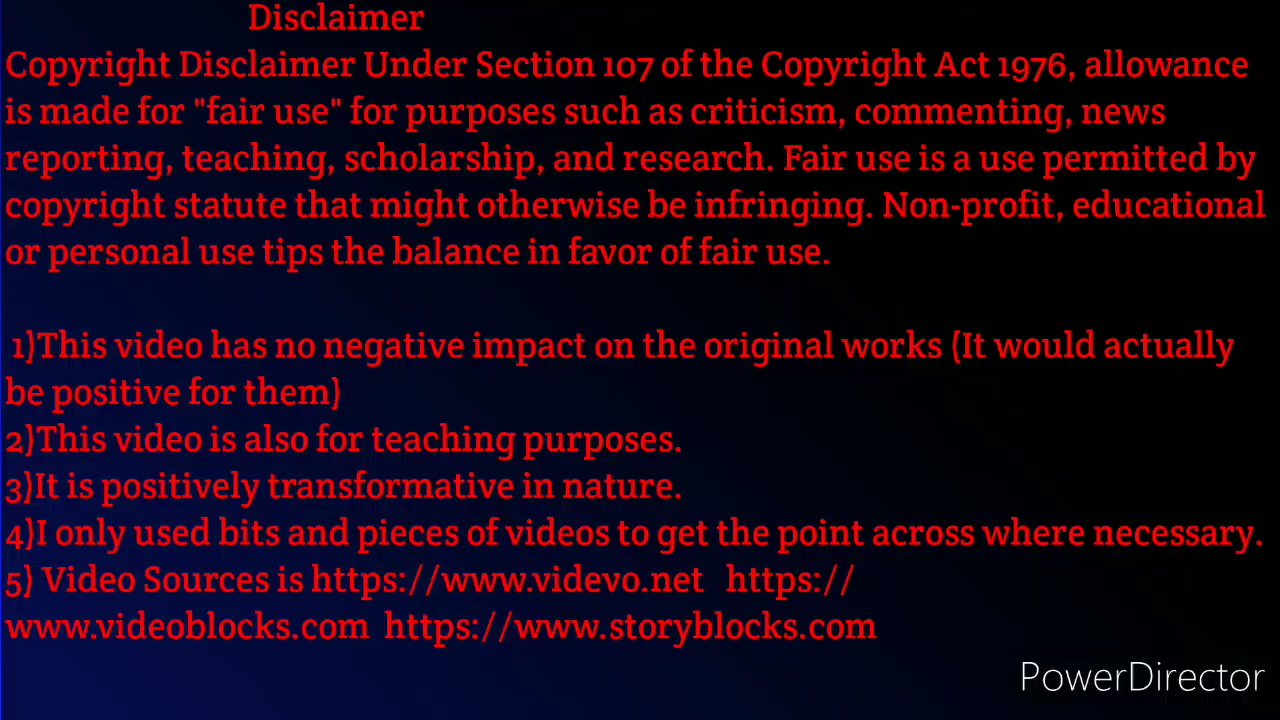 Disclaimer
Copyright Disclaimer Under Section 107 of the Copyright Act 1976, allowance
is made for "fair use" for purposes such as criticism, commenting, news
reporting, teaching, scholarship, and research. Fair use is a use permitted by
copyright statute that might otherwise be infringing. Non-profit, educational
or personal use tips the balance in favor of fair use.
1)This video has no negative impact on the original works (It would actually
be positive for them)
2)This video is also for teaching purposes.
3)It is positively transformative in nature.
4)I only used bits and pieces of videos to get the point across where necessary.
5) Video Sources is https://www.videvo.net https://
www.videoblocks.com https://www.storyblocks.com
PowerDirector